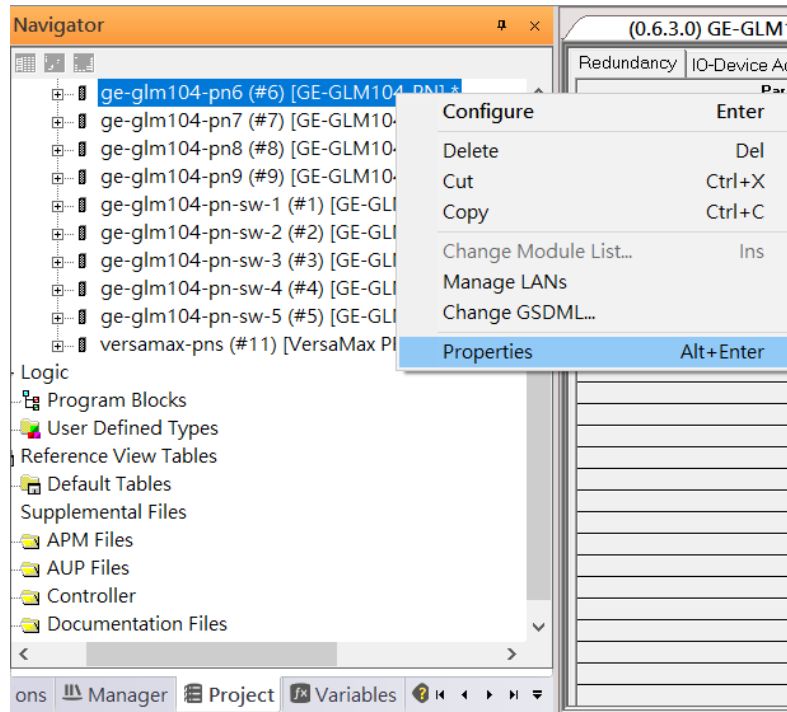 Navigator
(0.6.3.0) GE-GLM
Redundancy IO-Device
ge-glm104-pn6 (#6) [GE-GLM104-PN] *
Configure Enter
ge-glm104-pn7 (#7) [GE-GLM10
Delete Del
ge-glm104-pn8 (#8) [GE-GLM10
Cut Ctrl+X
ge-glm104-pn9 (#9) [GE-GLM10
Copy Ctrl+C
ge-glm104-pn-sw-1 (#1) [GE-GL
ge-glm104-pn-sw-2 (#2) [GE-GL
Change Module List... Ins
ge-glm104-pn-sw-3 (#3) [GE-GL
Manage LANs
ge-glm104-pn-sw-4 (#4) [GE-GL
Change GSDML...
ge-glm104-pn-sw-5 (#5) [GE-GL
versamax-pns (#11) [VersaMax P
Properties Alt+Enter
Logic
Program Blocks
User Defined Types
Reference View Tables
Default Tables
Supplemental Files
APM Files
AUP Files
Controller
Documentation Files
ons Manager Project Variables